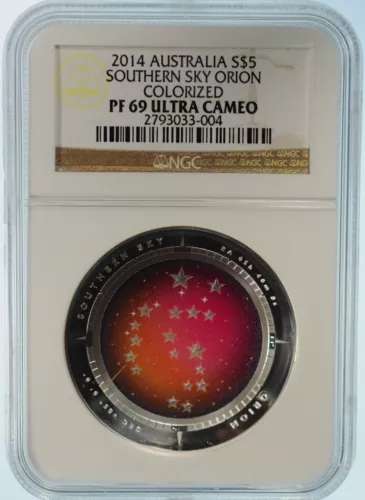 2014 AUSTRALIA S$5
SOUTHERN SKY ORION
COLORIZED
PF 69 ULTRA CAMEO
2793033-004
NGC
SOUTHERN SKY
ORION